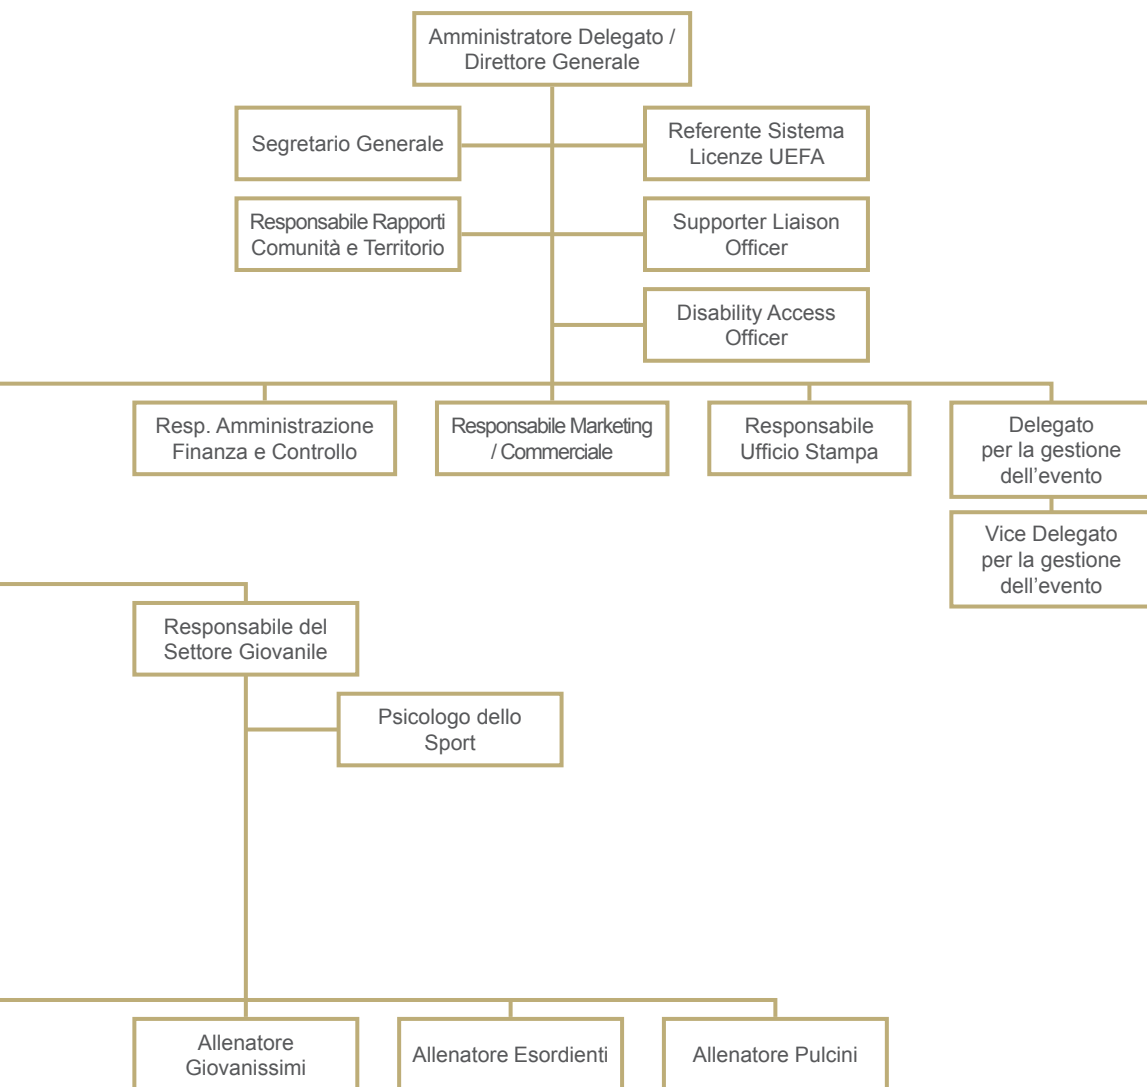 Amministratore Delegato /
Direttore Generale
Segretario Generale
Referente Sistema
Licenze UEFA
Responsabile Rapporti
Comunità e Territorio
Supporter Liaison
Officer
Disability Access
Officer
Resp. Amministrazione
Finanza e Controllo
Responsabile Marketing
/ Commerciale
Responsabile
Ufficio Stampa
Delegato
per la gestione
dell’evento
Vice Delegato
per la gestione
dell’evento
Responsabile del
Settore Giovanile
Psicologo dello
Sport
Allenatore
Giovanissimi
Allenatore Esordienti
Allenatore Pulcini